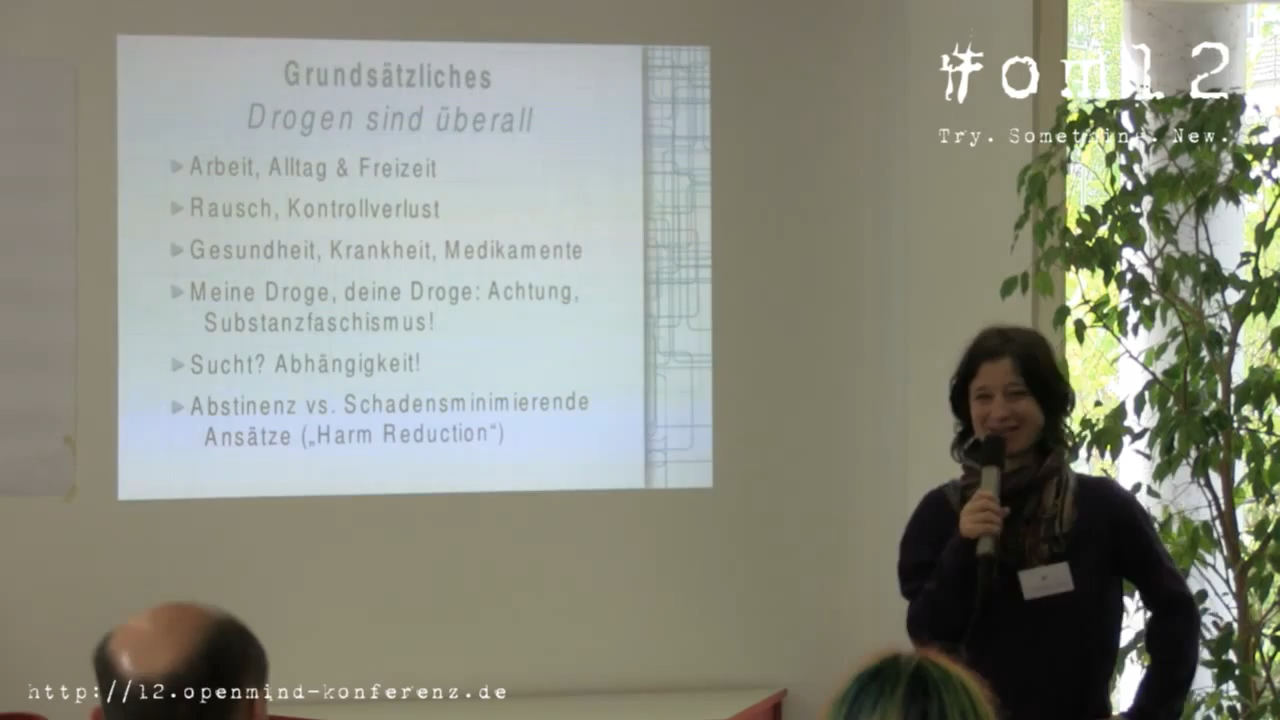 Grundsätzliches
Drogen sind überall
Arbeit, Alltag & Freizeit
Rausch, Kontrollverlust
Gesundheit, Krankheit, Medikamente
Meine Droge, deine Droge: Achtung,
Substanzfaschismus!
Sucht? Abhängigkeit!
Abstinenz vs. Schadensminimierende
Ansätze („Harm Reduction“)
#om12
Try. Something. New.
http://12.openmind-konferenz.de